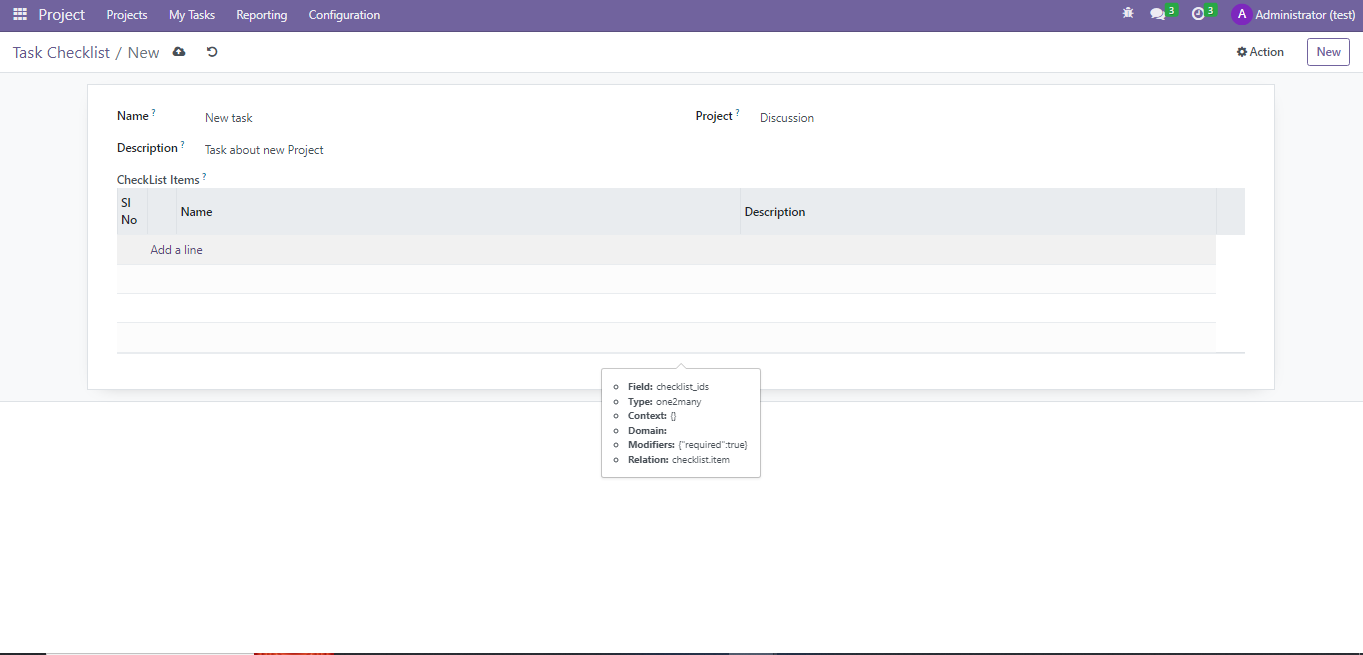 Project Projects My Tasks Reporting Configuration 3 3 A Administrator (test)
Task Checklist / New Action New
Name ? New task Project ? Discussion
Description ? Task about new Project
CheckList Items ?
Sl No Name Description
Add a line
Field: checklist_ids
Type: one2many
Context: {}
Domain:
Modifiers: {"required":true}
Relation: checklist.item